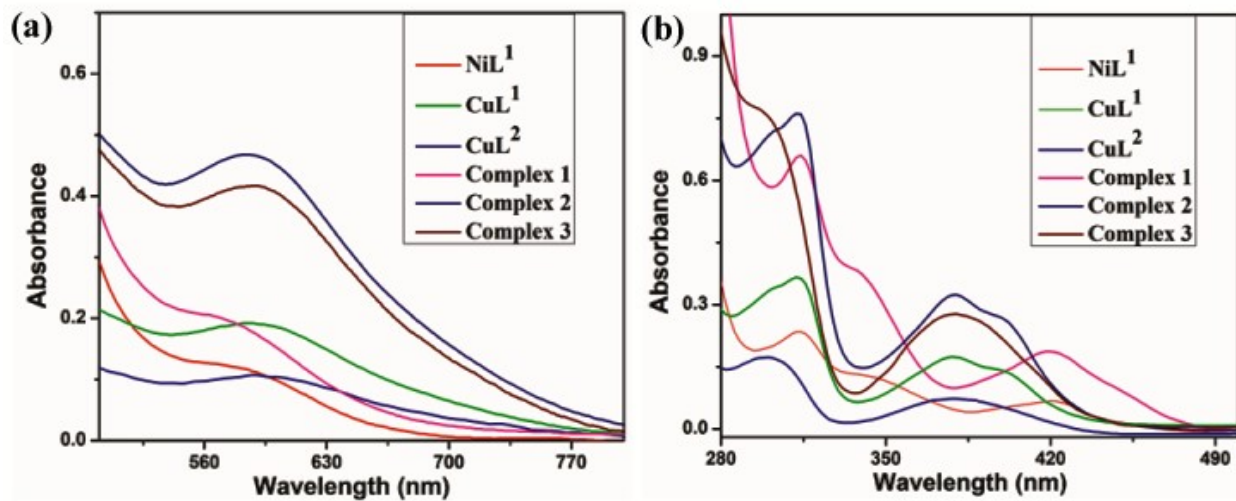 (a)
NiL¹
CuL¹
CuL²
Complex 1
Complex 2
Complex 3
0.6
0.4
0.2
0.0
Absorbance
560
630
700
770
Wavelength (nm)
(b)
NiL¹
CuL¹
CuL²
Complex 1
Complex 2
Complex 3
0.9
0.6
0.3
0.0
Absorbance
280
350
420
490
Wavelength (nm)